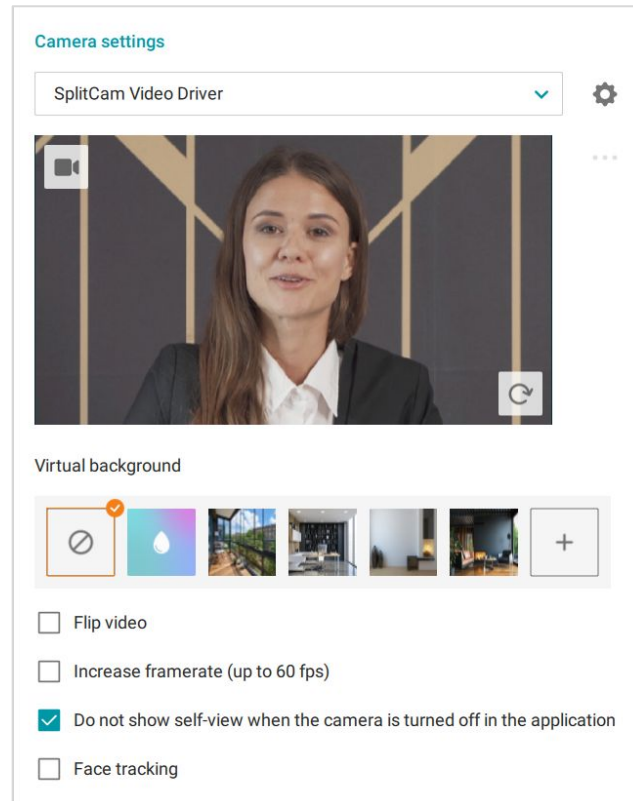 Camera settings
SplitCam Video Driver
Virtual background
Flip video
Increase framerate (up to 60 fps)
Do not show self-view when the camera is turned off in the application
Face tracking